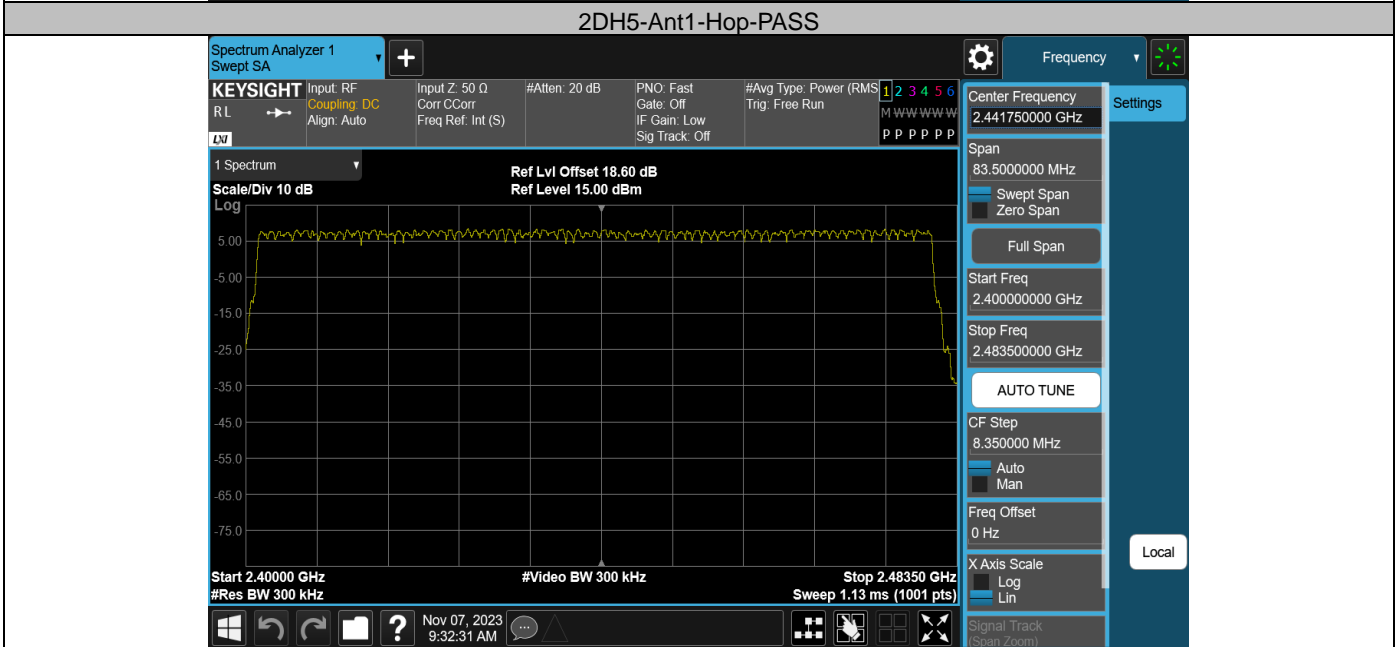 2DH5-Ant1-Hop-PASS
Spectrum Analyzer 1
Swept SA
+
Frequency
KEYSIGHT
R L
LXI
Input: RF
Coupling: DC
Align: Auto
Input Z: 50 Ω
Corr CCorr
Freq Ref: Int (S)
#Atten: 20 dB
PNO: Fast
Gate: Off
IF Gain: Low
Sig Track: Off
#Avg Type: Power (RMS
Trig: Free Run
1 2 3 4 5 6
M W W W W W
P P P P P P
1 Spectrum
Scale/Div 10 dB
Ref Lvl Offset 18.60 dB
Ref Level 15.00 dBm
Log
5.00
-5.00
-15.0
-25.0
-35.0
-45.0
-55.0
-65.0
-75.0
Start 2.40000 GHz
#Video BW 300 kHz
Stop 2.48350 GHz
#Res BW 300 kHz
Sweep 1.13 ms (1001 pts)
?
Nov 07, 2023
9:32:31 AM
Center Frequency
2.441750000 GHz
Settings
Span
83.5000000 MHz
Swept Span
Zero Span
Full Span
Start Freq
2.400000000 GHz
Stop Freq
2.483500000 GHz
AUTO TUNE
CF Step
8.350000 MHz
Auto
Man
Freq Offset
0 Hz
Local
X Axis Scale
Log
Lin
Signal Track
(Span Zoom)